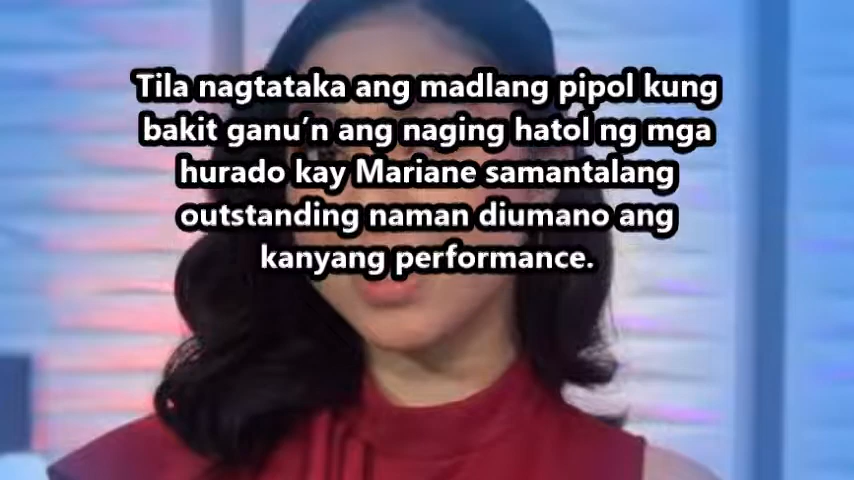 Tila nagtataka ang madlang pipol kung
bakit ganu’n ang naging hatol ng mga
hurado kay Mariane samantalang
outstanding naman diumano ang
kanyang performance.